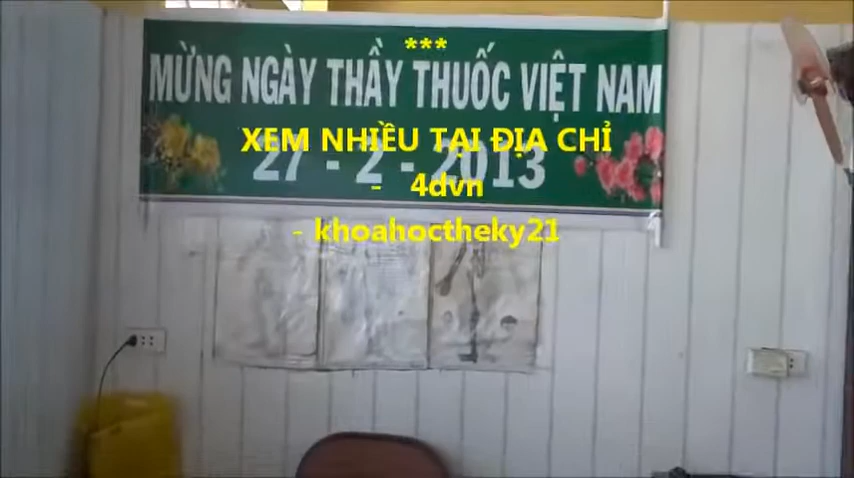 ***
MỪNG NGÀY THẦY THUỐC VIỆT NAM
XEM NHIỀU TẠI ĐỊA CHỈ
27 - 2 - 2013
- 4dvn
- khoahoctheky21